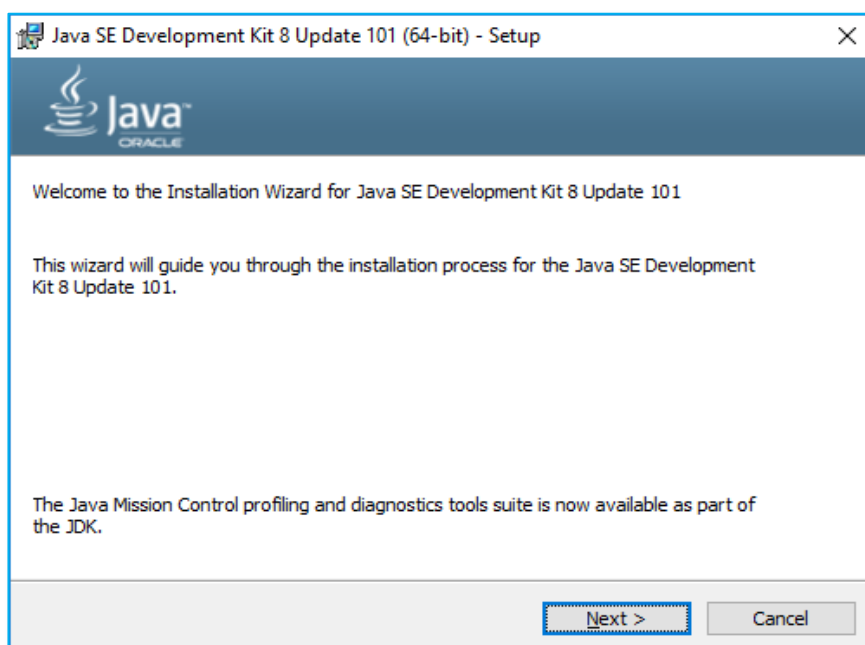 Java SE Development Kit 8 Update 101 (64-bit) - Setup
Java™
ORACLE
Welcome to the Installation Wizard for Java SE Development Kit 8 Update 101
This wizard will guide you through the installation process for the Java SE Development
Kit 8 Update 101.
The Java Mission Control profiling and diagnostics tools suite is now available as part of
the JDK.
Next >
Cancel